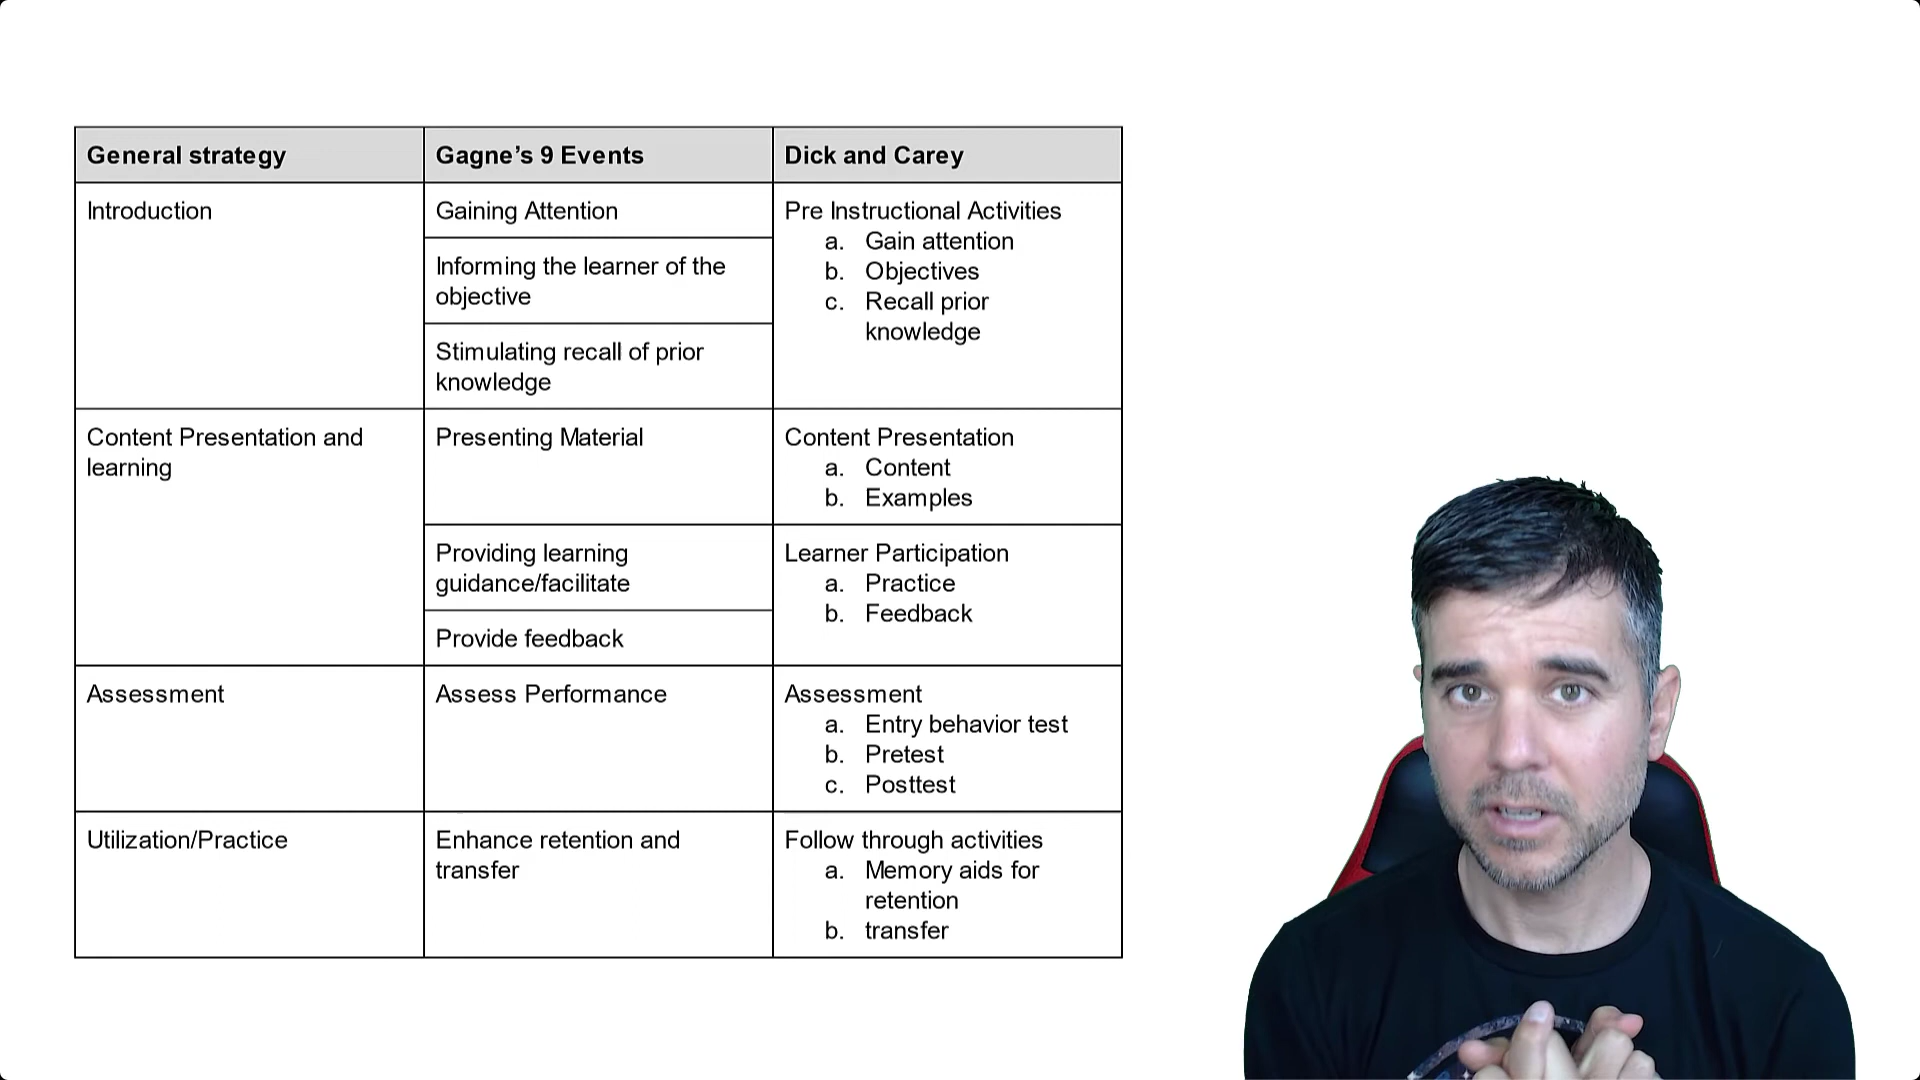 General strategy
Gagne’s 9 Events
Dick and Carey
Introduction
Gaining Attention
Informing the learner of the
objective
Stimulating recall of prior
knowledge
Pre Instructional Activities
a. Gain attention
b. Objectives
c. Recall prior
knowledge
Content Presentation and
learning
Presenting Material
Content Presentation
a. Content
b. Examples
Providing learning
guidance/facilitate
Provide feedback
Learner Participation
a. Practice
b. Feedback
Assessment
Assess Performance
Assessment
a. Entry behavior test
b. Pretest
c. Posttest
Utilization/Practice
Enhance retention and
transfer
Follow through activities
a. Memory aids for
retention
b. transfer